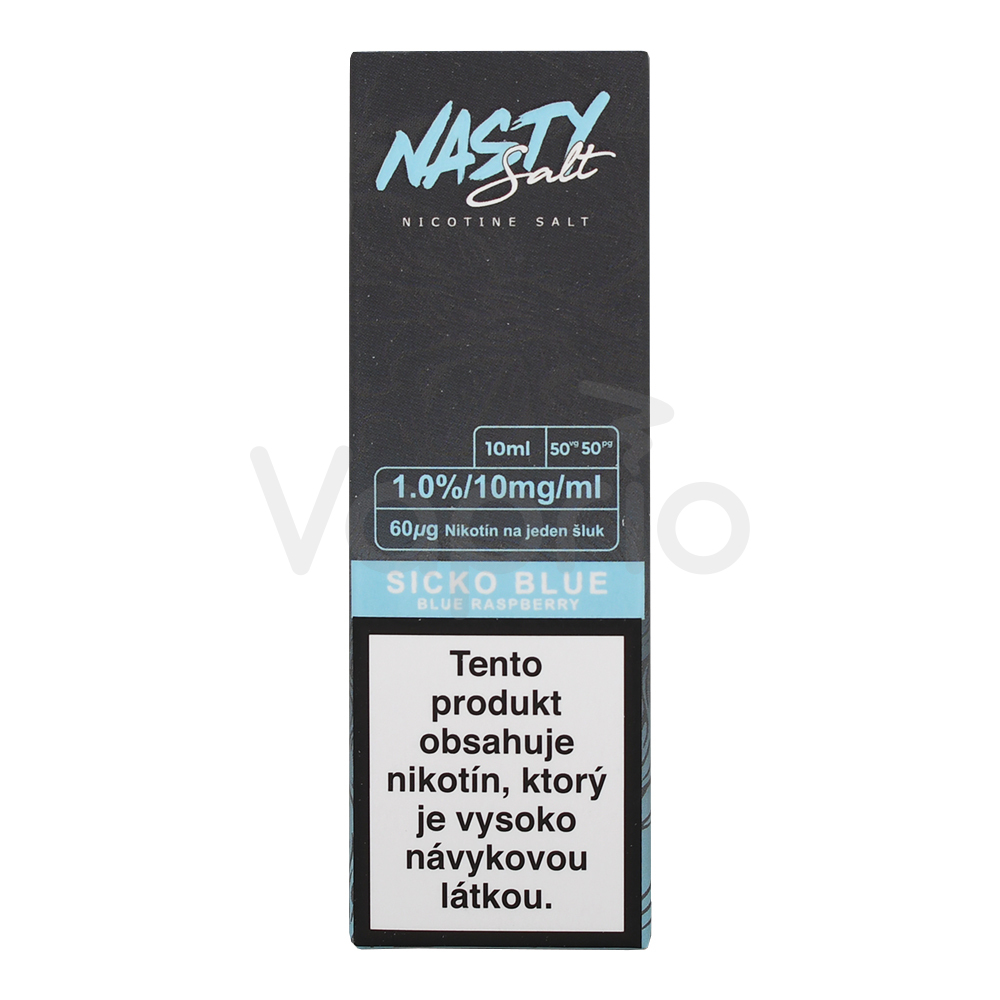 NASTY
Salt
NICOTINE SALT
10ml 50vg 50pg
1.0%/10mg/ml
60µg Nikotín na jeden šluk
SICKO BLUE
BLUE RASPBERRY
Tento
produkt
obsahuje
nikotín, ktorý
je vysoko
návykovou
látkou.